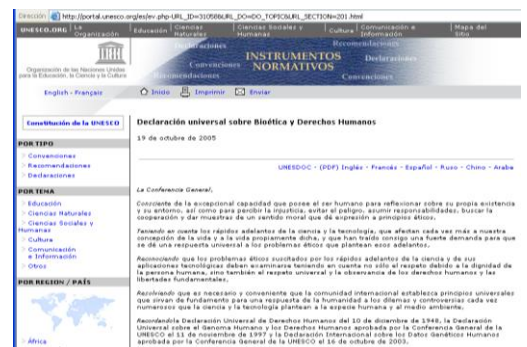 Dirección http://portal.unesco.org/es/ev.php-URL_ID=31058&URL_DO=DO_TOPIC&URL_SECTION=201.html
UNESCO.ORG La Organización Educación Ciencias Naturales Ciencias Sociales y Humanas Cultura Comunicación e Información Mapa del Sitio
Organización de las Naciones Unidas
para la Educación, la Ciencia y la Cultura
INSTRUMENTOS
NORMATIVOS
Declaraciones
Convenciones
Recomendaciones
Declaraciones
Convenciones
English - Français
Inicio Imprimir Enviar
Constitución de la UNESCO
POR TIPO
Convenciones
Recomendaciones
Declaraciones
POR TEMA
Educación
Ciencias Naturales
Ciencias Sociales y
Humanas
Cultura
Comunicación
e Información
Otros
POR REGION / PAÍS
África
Declaración universal sobre Bioética y Derechos Humanos
19 de octubre de 2005
UNESDOC - (PDF) Inglés - Francés - Español - Ruso - Chino - Arabe
La Conferencia General,
Consciente de la excepcional capacidad que posee el ser humano para reflexionar sobre su propia existencia
y su entorno, así como para percibir la injusticia, evitar el peligro, asumir responsabilidades, buscar la
cooperación y dar muestras de un sentido moral que dé expresión a principios éticos,
Teniendo en cuenta los rápidos adelantos de la ciencia y la tecnología, que afectan cada vez más a nuestra
concepción de la vida y a la vida propiamente dicha, y que han traído consigo una fuerte demanda para que
se dé una respuesta universal a los problemas éticos que plantean esos adelantos,
Reconociendo que los problemas éticos suscitados por los rápidos adelantos de la ciencia y de sus
aplicaciones tecnológicas deben examinarse teniendo en cuenta no sólo el respeto debido a la dignidad de
la persona humana, sino también el respeto universal y la observancia de los derechos humanos y las
libertades fundamentales,
Resolviendo que es necesario y conveniente que la comunidad internacional establezca principios universales
que sirvan de fundamento para una respuesta de la humanidad a los dilemas y controversias cada vez
numerosos que la ciencia y la tecnología plantean a la especie humana y al medio ambiente,
Recordando la Declaración Universal de Derechos Humanos del 10 de diciembre de 1948, la Declaración
Universal sobre el Genoma Humano y los Derechos Humanos aprobada por la Conferencia General de la
UNESCO el 11 de noviembre de 1997 y la Declaración Internacional sobre los Datos Genéticos Humanos
aprobada por la Conferencia General de la UNESCO el 16 de octubre de 2003.